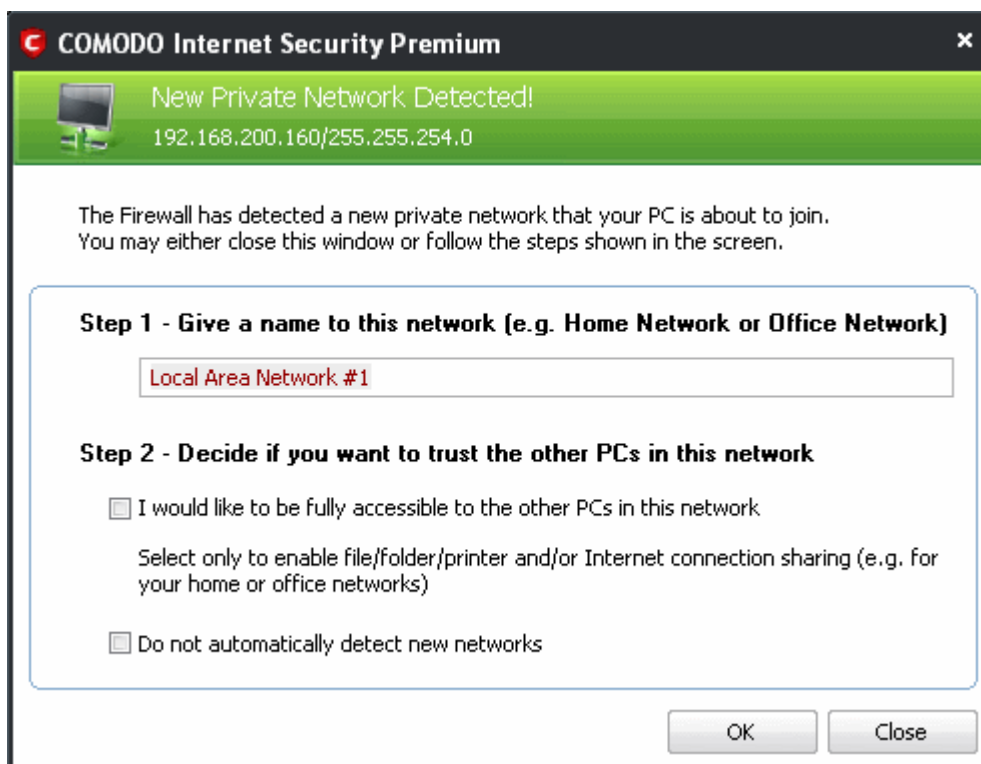 COMODO Internet Security Premium
New Private Network Detected!
192.168.200.160/255.255.254.0
The Firewall has detected a new private network that your PC is about to join.
You may either close this window or follow the steps shown in the screen.
Step 1 - Give a name to this network (e.g. Home Network or Office Network)
Local Area Network #1
Step 2 - Decide if you want to trust the other PCs in this network
I would like to be fully accessible to the other PCs in this network
Select only to enable file/folder/printer and/or Internet connection sharing (e.g. for
your home or office networks)
Do not automatically detect new networks
OK
Close